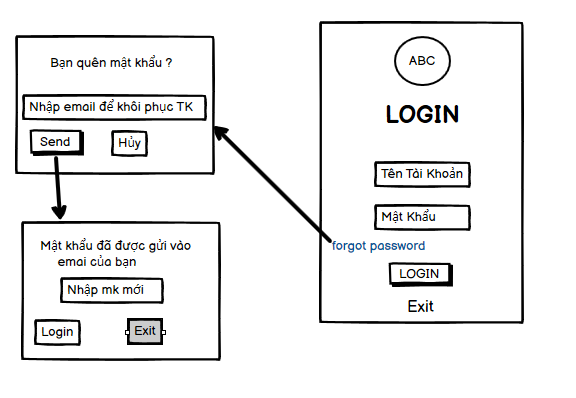 Bạn quên mật khẩu ?
Nhập email để khôi phục TK
Send
Hủy
Mật khẩu đã được gửi vào
emai của bạn
Nhập mk mới
Login
Exit
ABC
LOGIN
Tên Tài Khoản
Mật Khẩu
forgot password
LOGIN
Exit